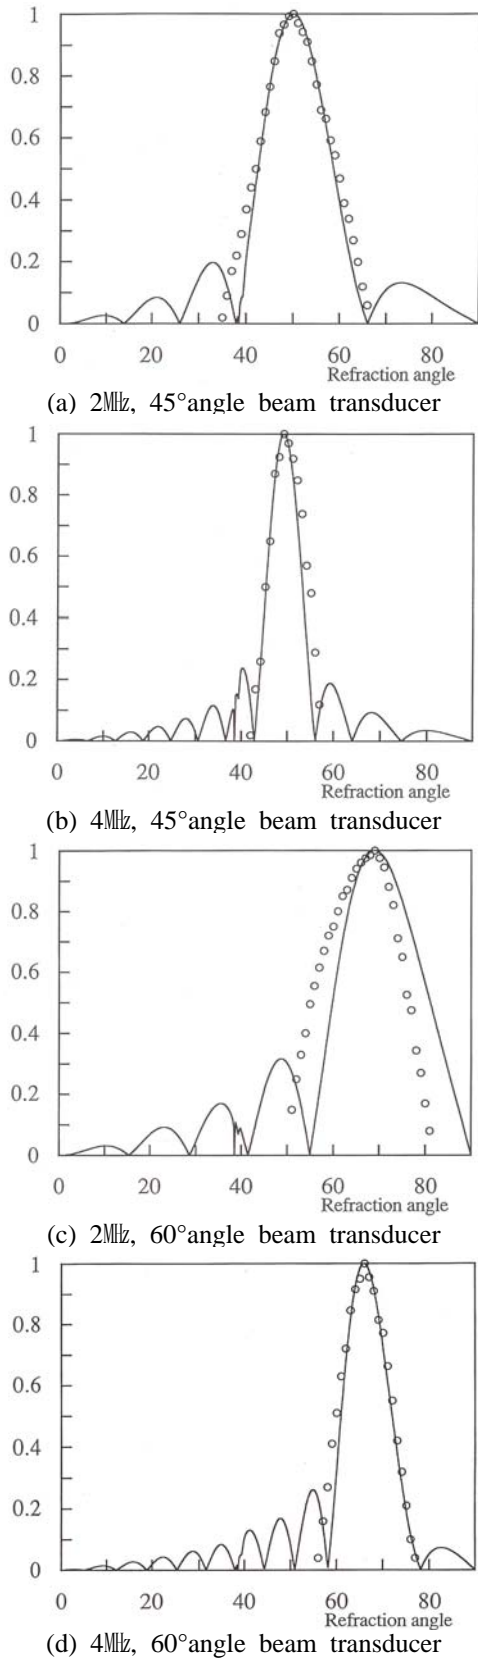 1
0.8
0.6
0.4
0.2
0
0 20 40 60 80
Refraction angle
(a) 2㎒, 45°angle beam transducer
1
0.8
0.6
0.4
0.2
0
0 20 40 60 80
Refraction angle
(b) 4㎒, 45°angle beam transducer
1
0.8
0.6
0.4
0.2
0
0 20 40 60 80
Refraction angle
(c) 2㎒, 60°angle beam transducer
1
0.8
0.6
0.4
0.2
0
0 20 40 60 80
Refraction angle
(d) 4㎒, 60°angle beam transducer